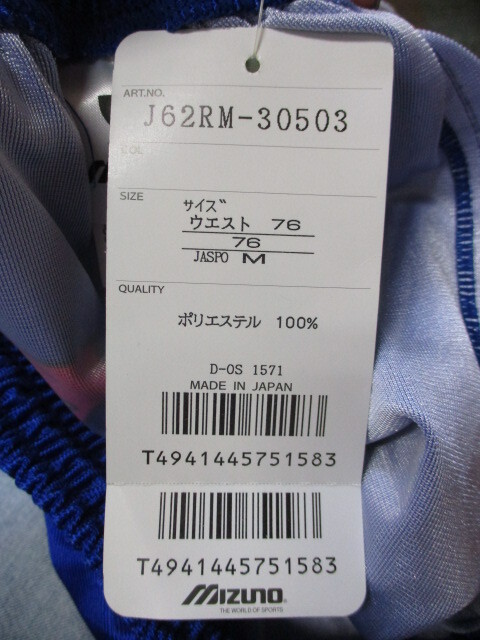 ART.NO.
J62RM-30503
COL
SIZE
サイズ
ウエスト 76
76
JASPO M
QUALITY
ポリエステル 100%
D-OS 1571
MADE IN JAPAN
T4941445751583
T4941445751583
MIZUNO
THE WORLD OF SPORTS